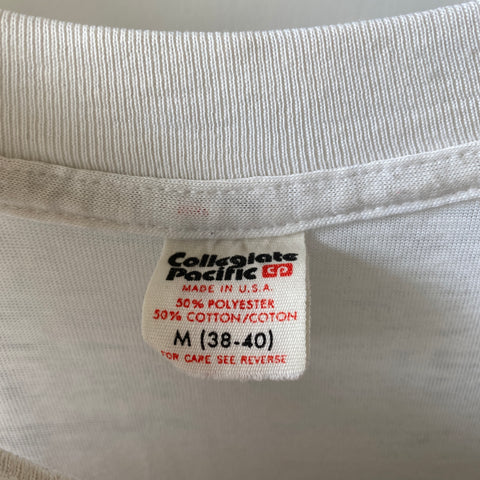 Collegiate
Pacific CP
MADE IN U.S.A.
50% POLYESTER
50% COTTON/COTON
M (38-40)
FOR CARE SEE REVERSE